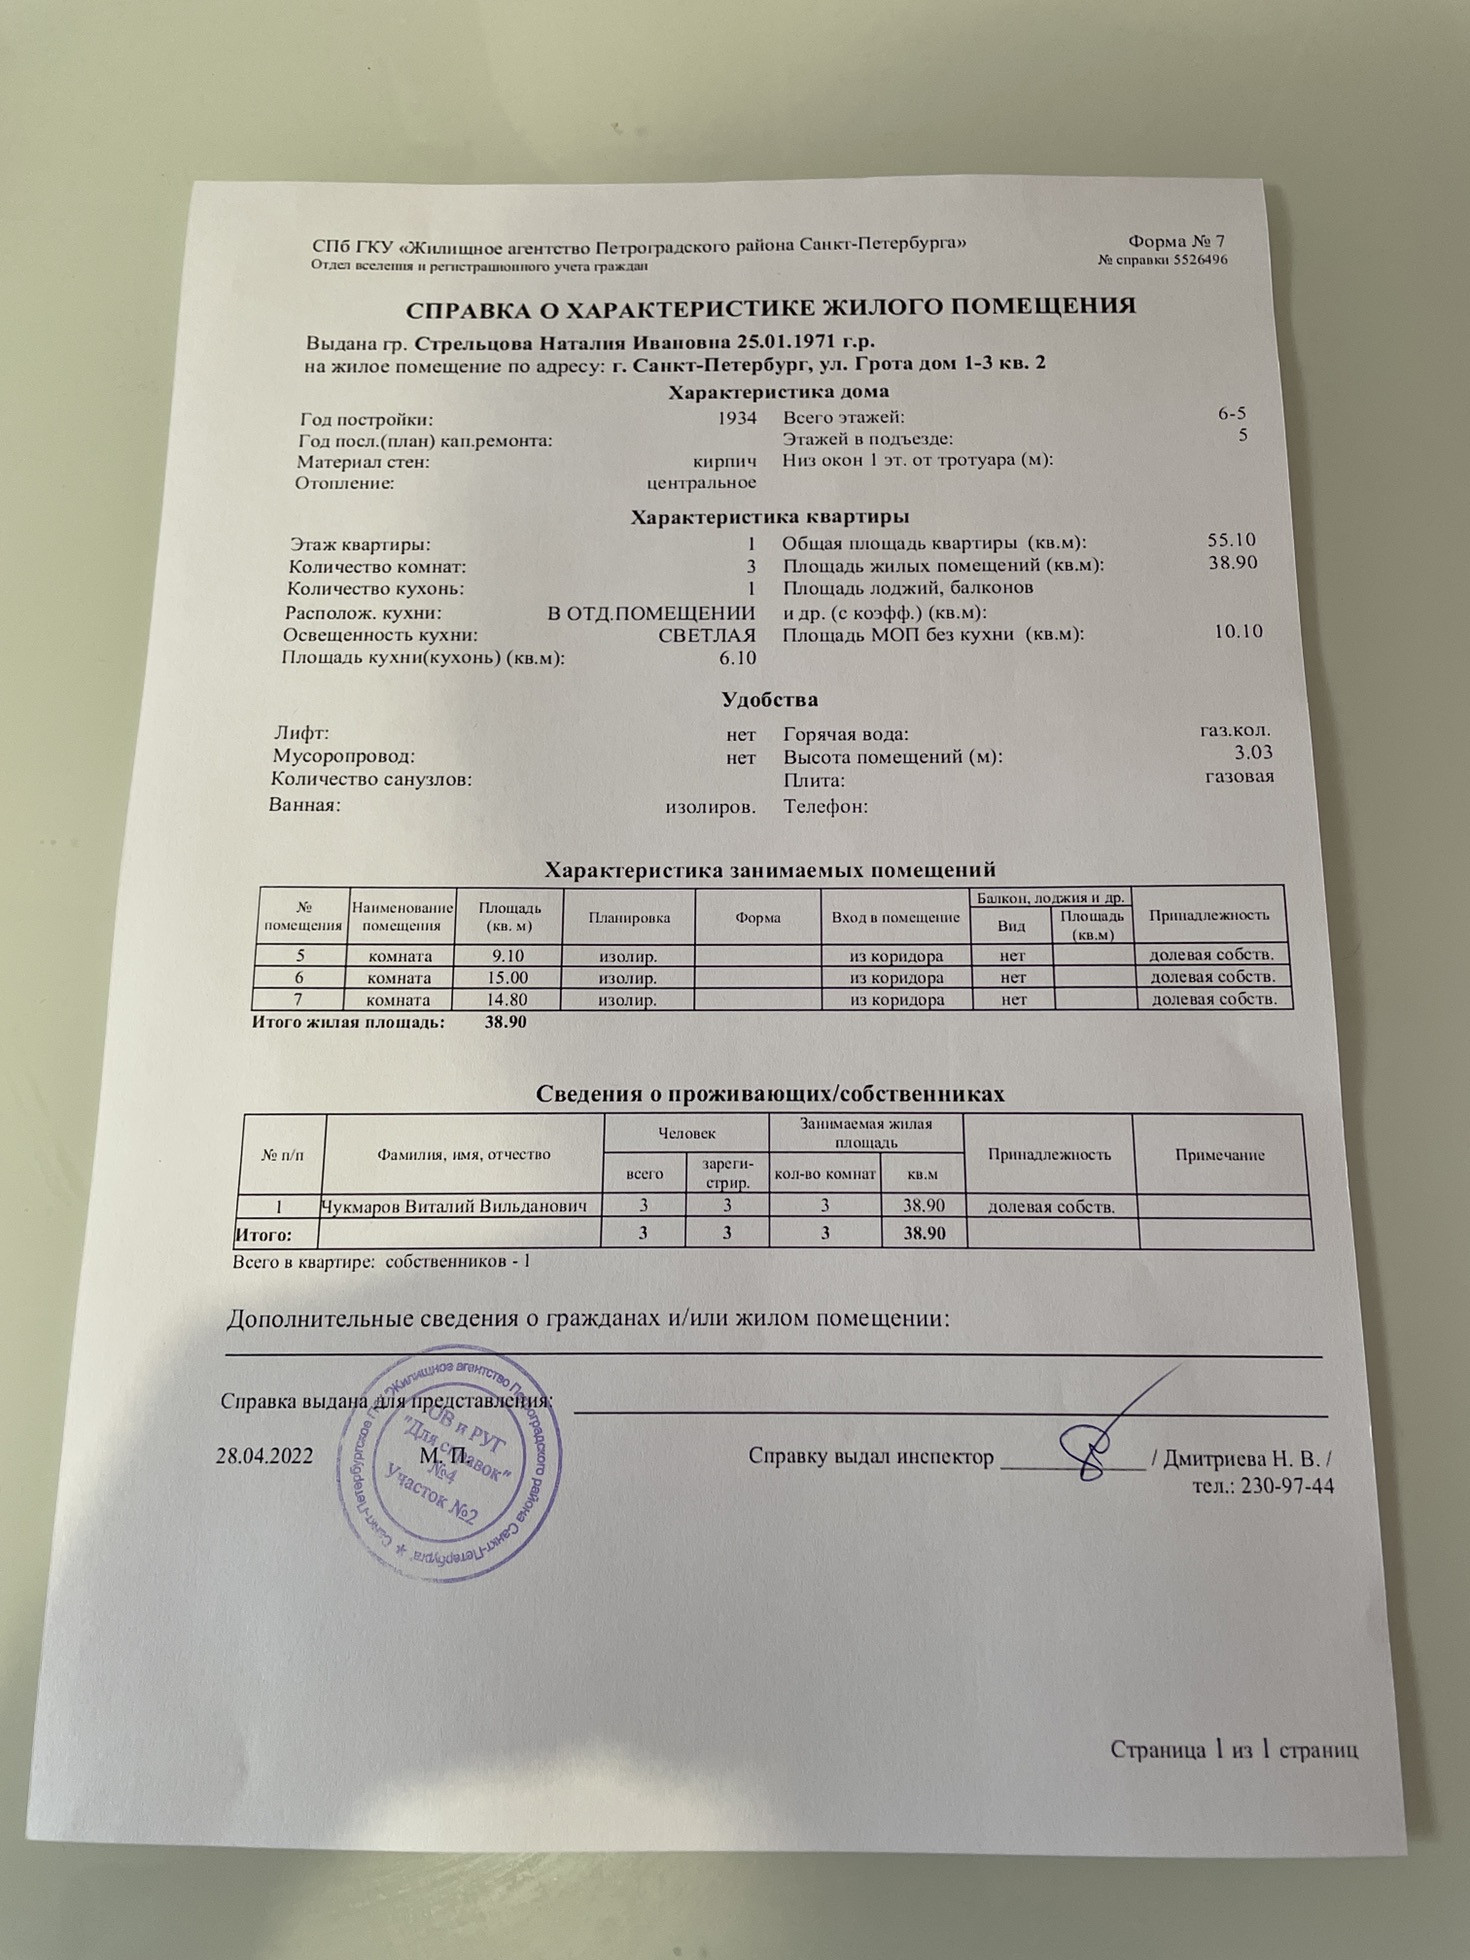 СПб ГКУ «Жилищное агентство Петроградского района Санкт-Петербурга» Форма № 7
Отдел вселения и регистрационного учета граждан № справки 5526496
СПРАВКА О ХАРАКТЕРИСТИКЕ ЖИЛОГО ПОМЕЩЕНИЯ
Выдана гр. Стрельцова Наталия Ивановна 25.01.1971 г.р.
на жилое помещение по адресу: г. Санкт-Петербург, ул. Грота дом 1-3 кв. 2
Характеристика дома
Год постройки: 1934 Всего этажей: 6-5
Год посл.(план) кап.ремонта: Этажей в подъезде: 5
Материал стен: кирпич Низ окон 1 эт. от тротуара (м):
Отопление: центральное
Характеристика квартиры
Этаж квартиры: 1 Общая площадь квартиры (кв.м): 55.10
Количество комнат: 3 Площадь жилых помещений (кв.м): 38.90
Количество кухонь: 1 Площадь лоджий, балконов
Располож. кухни: В ОТД.ПОМЕЩЕНИИ и др. (с коэфф.) (кв.м):
Освещенность кухни: СВЕТЛАЯ Площадь МОП без кухни (кв.м): 10.10
Площадь кухни(кухонь) (кв.м): 6.10
Удобства
Лифт: нет Горячая вода: газ.кол.
Мусоропровод: нет Высота помещений (м): 3.03
Количество санузлов: Плита: газовая
Ванная: изолиров. Телефон:
Характеристика занимаемых помещений
№ помещения Наименование помещения Площадь (кв. м) Планировка Форма Вход в помещение Балкон, лоджия и др. Вид Площадь (кв.м) Принадлежность
5 комната 9.10 изолир. из коридора нет долевая собств.
6 комната 15.00 изолир. из коридора нет долевая собств.
7 комната 14.80 изолир. из коридора нет долевая собств.
Итого жилая площадь: 38.90
Сведения о проживающих/собственниках
№ п/п Фамилия, имя, отчество Человек всего зареги-стрир. Занимаемая жилая площадь кол-во комнат кв.м Принадлежность Примечание
1 Чукмаров Виталий Вильданович 3 3 3 38.90 долевая собств.
Итого: 3 3 3 38.90
Всего в квартире: собственников - 1
Дополнительные сведения о гражданах и/или жилом помещении:
Справка выдана для представления:
28.04.2022 М. П. Справку выдал инспектор / Дмитриева Н. В. /
тел.: 230-97-44
Санкт-Петербургское ГКУ "Жилищное агентство Петроградского района Санкт-Петербурга" *
ОВ и РУГ
"Для справок"
№4
Участок №2
Страница 1 из 1 страниц